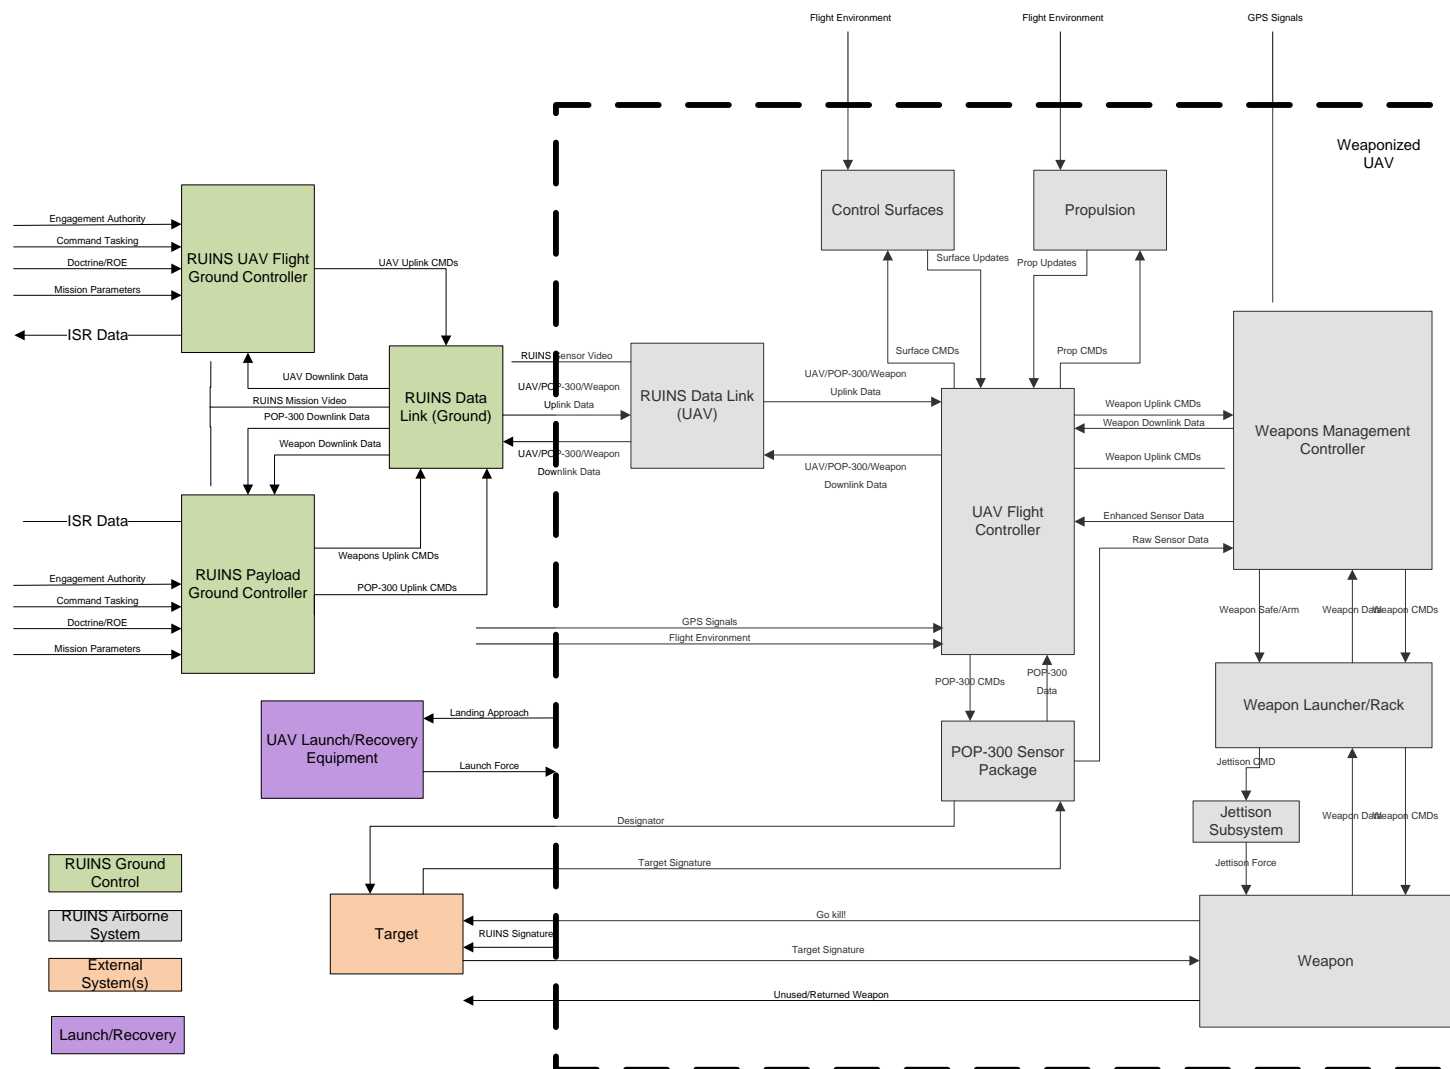 Flight Environment
Flight Environment
GPS Signals
Weaponized
UAV
Control Surfaces
Propulsion
Engagement Authority
Command Tasking
Doctrine/ROE
Mission Parameters
ISR Data
RUINS UAV Flight
Ground Controller
UAV Uplink CMDs
Surface Updates
Prop Updates
Surface CMDs
Prop CMDs
UAV Downlink Data
RUINS Mission Video
POP-300 Downlink Data
Weapon Downlink Data
RUINS Data
Link (Ground)
RUINS Sensor Video
UAV/POP-300/Weapon
Uplink Data
UAV/POP-300/Weapon
Downlink Data
RUINS Data Link
(UAV)
UAV/POP-300/Weapon
Uplink Data
UAV/POP-300/Weapon
Downlink Data
UAV Flight
Controller
Weapon Uplink CMDs
Weapon Downlink Data
Weapon Uplink CMDs
Enhanced Sensor Data
Raw Sensor Data
Weapons Management
Controller
ISR Data
Engagement Authority
Command Tasking
Doctrine/ROE
Mission Parameters
RUINS Payload
Ground Controller
Weapons Uplink CMDs
POP-300 Uplink CMDs
GPS Signals
Flight Environment
Weapon Safe/Arm
Weapon Data
Weapon CMDs
POP-300 CMDs
POP-300
Data
Weapon Launcher/Rack
UAV Launch/Recovery
Equipment
Landing Approach
Launch Force
POP-300 Sensor
Package
Jettison CMD
Jettison
Subsystem
Weapon Data
Weapon CMDs
Jettison Force
Designator
Target Signature
Target
Go kill!
RUINS Signature
Target Signature
Unused/Returned Weapon
Weapon
RUINS Ground
Control
RUINS Airborne
System
External
System(s)
Launch/Recovery